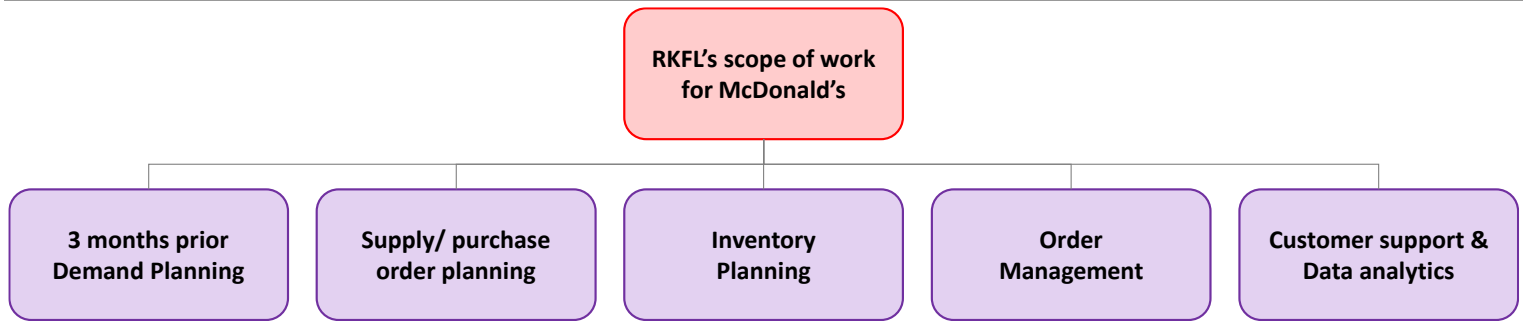 RKFL’s scope of work
for McDonald’s
3 months prior
Demand Planning
Supply/ purchase
order planning
Inventory
Planning
Order
Management
Customer support &
Data analytics